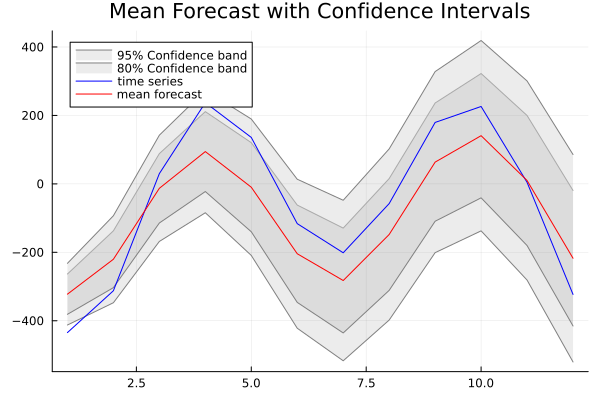 Mean Forecast with Confidence Intervals
400
200
0
−200
−400
95% Confidence band
80% Confidence band
time series
mean forecast
2.5
5.0
7.5
10.0